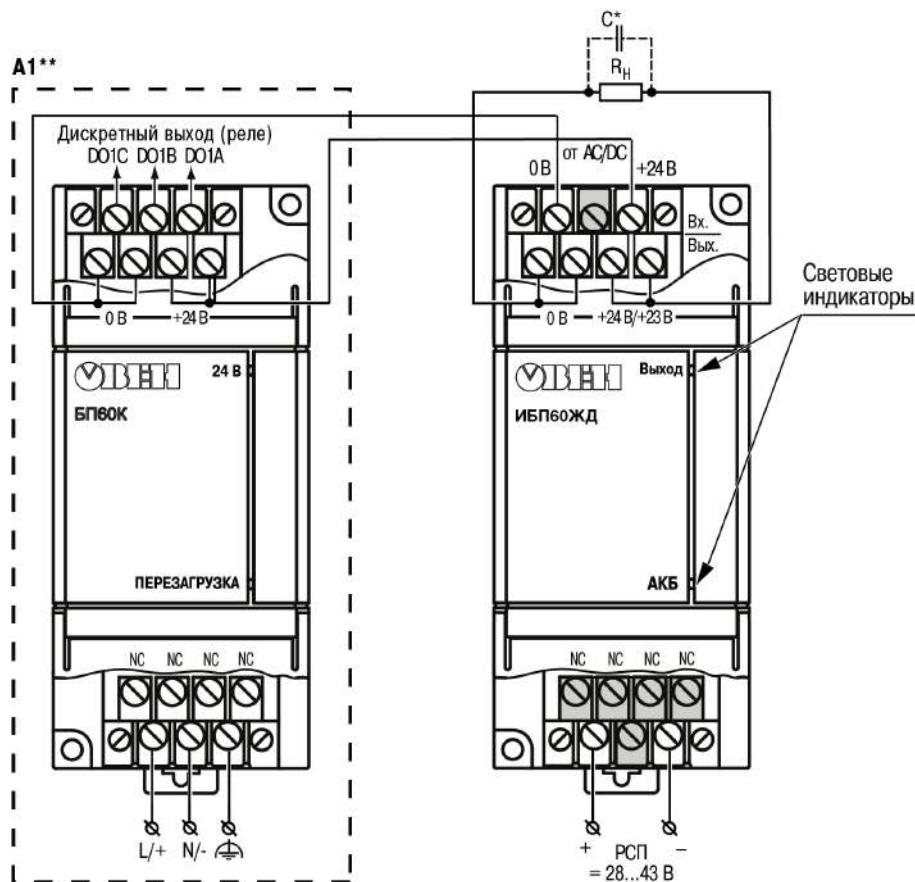 C*
R_H
A1**
Дискретный выход (реле)
DO1C DO1B DO1A
от AC/DC
0 В +24 В
Вх.
Вых.
0 В +24 В
0 В +24 В/+23 В
Световые
индикаторы
ОВЕН
24 В
БП60К
ПЕРЕЗАГРУЗКА
ОВЕН
Выход
ИБП60ЖД
АКБ
NC NC NC NC
NC NC NC NC
L/+ N/-
+ РСП −
= 28...43 В